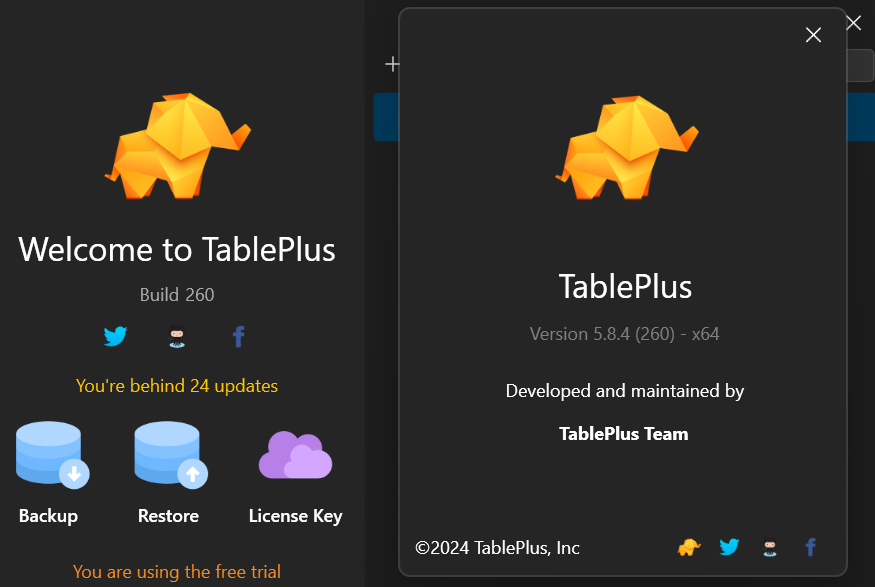 Welcome to TablePlus
Build 260
You're behind 24 updates
Backup
Restore
License Key
You are using the free trial
TablePlus
Version 5.8.4 (260) - x64
Developed and maintained by
TablePlus Team
©2024 TablePlus, Inc